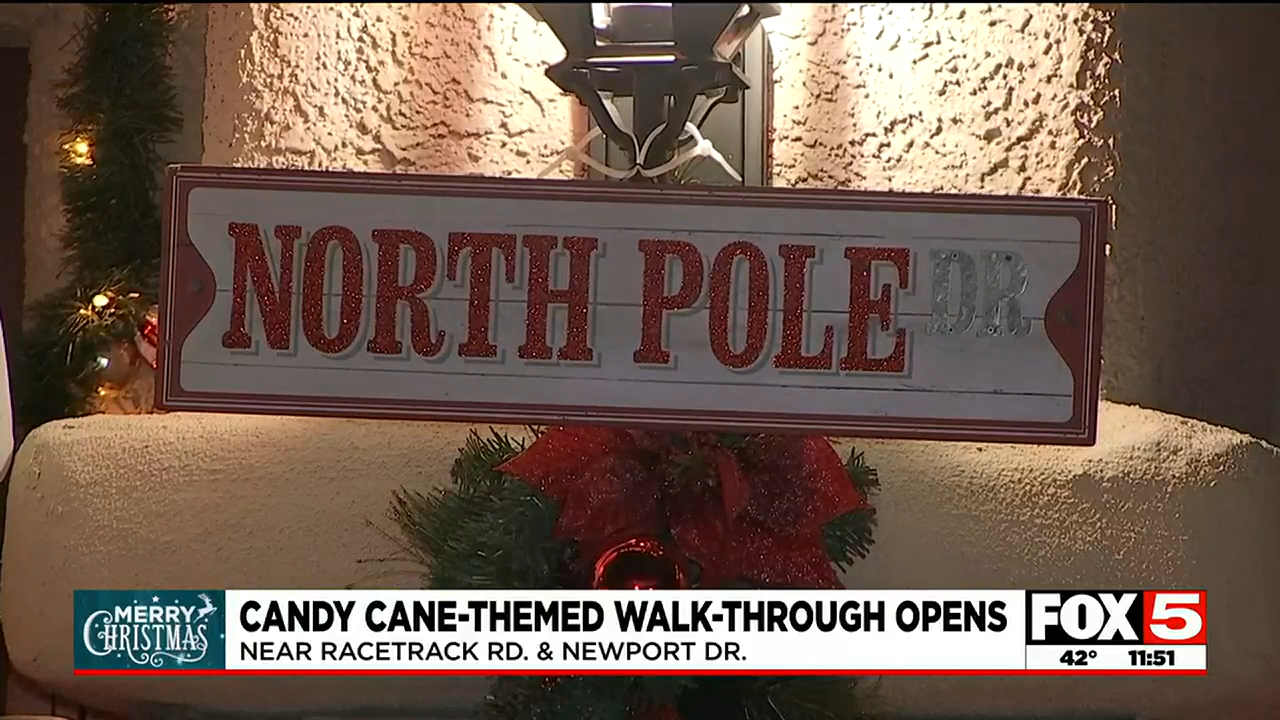 NORTH POLE DR
MERRY CHRISTMAS
CANDY CANE-THEMED WALK-THROUGH OPENS
NEAR RACETRACK RD. & NEWPORT DR.
FOX 5
42° 11:51